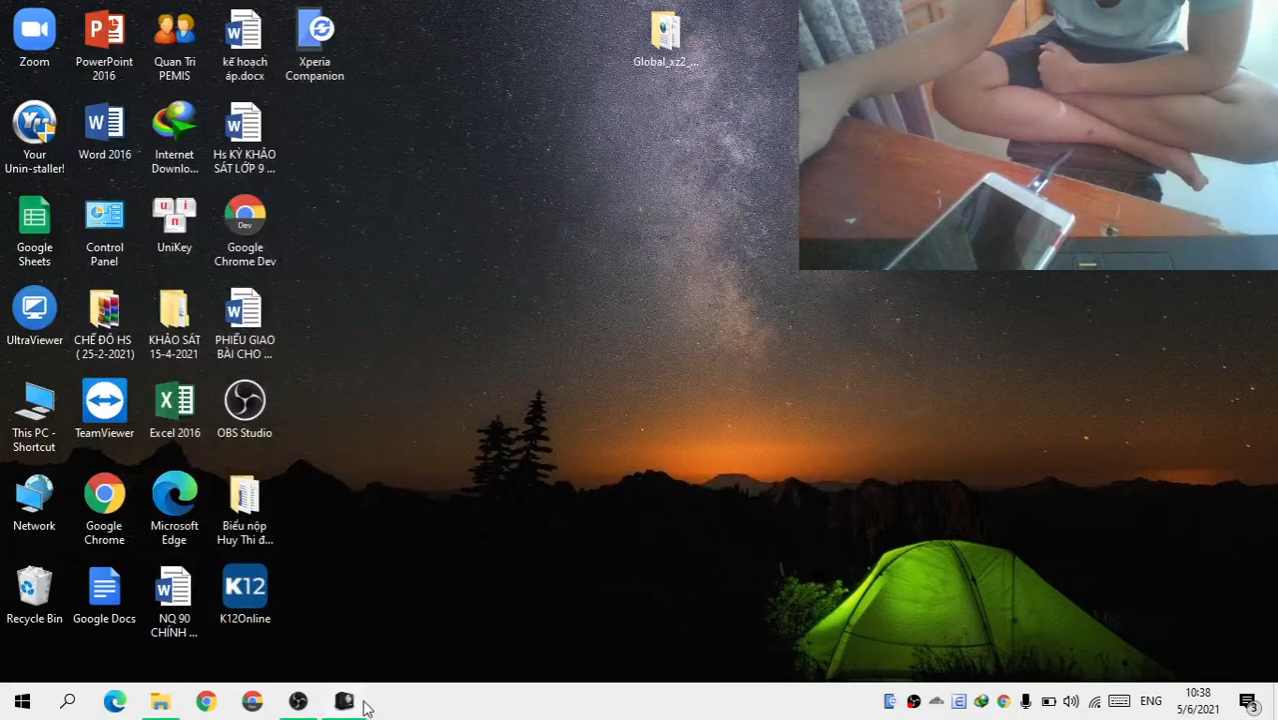 Zoom
PowerPoint
2016
Quan Tri
PEMIS
kế hoạch
áp.docx
Xperia
Companion
Global_xz2_...
Your
Unin-staller!
Word 2016
Internet
Downlo...
Hs KỲ KHẢO
SÁT LỚP 9 ...
Google
Sheets
Control
Panel
u i
n
UniKey
Dev
Google
Chrome Dev
UltraViewer
CHẾ ĐỘ HS
( 25-2-2021)
KHẢO SÁT
15-4-2021
PHIẾU GIAO
BÀI CHO ...
This PC -
Shortcut
TeamViewer
Excel 2016
OBS Studio
Network
Google
Chrome
Microsoft
Edge
Biểu nộp
Huy Thi đ...
Recycle Bin
Google Docs
NQ 90
CHÍNH ...
K12
K12Online
ENG
10:38
5/6/2021
3